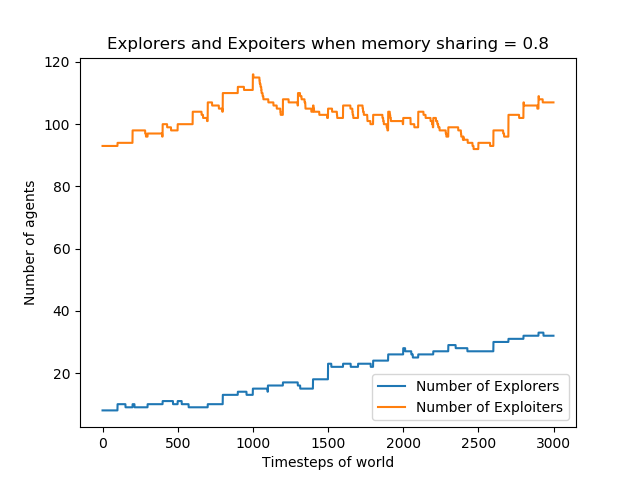 Explorers and Expoiters when memory sharing = 0.8
120
100
80
60
40
20
Number of agents
0 500 1000 1500 2000 2500 3000
Timesteps of world
Number of Explorers
Number of Exploiters